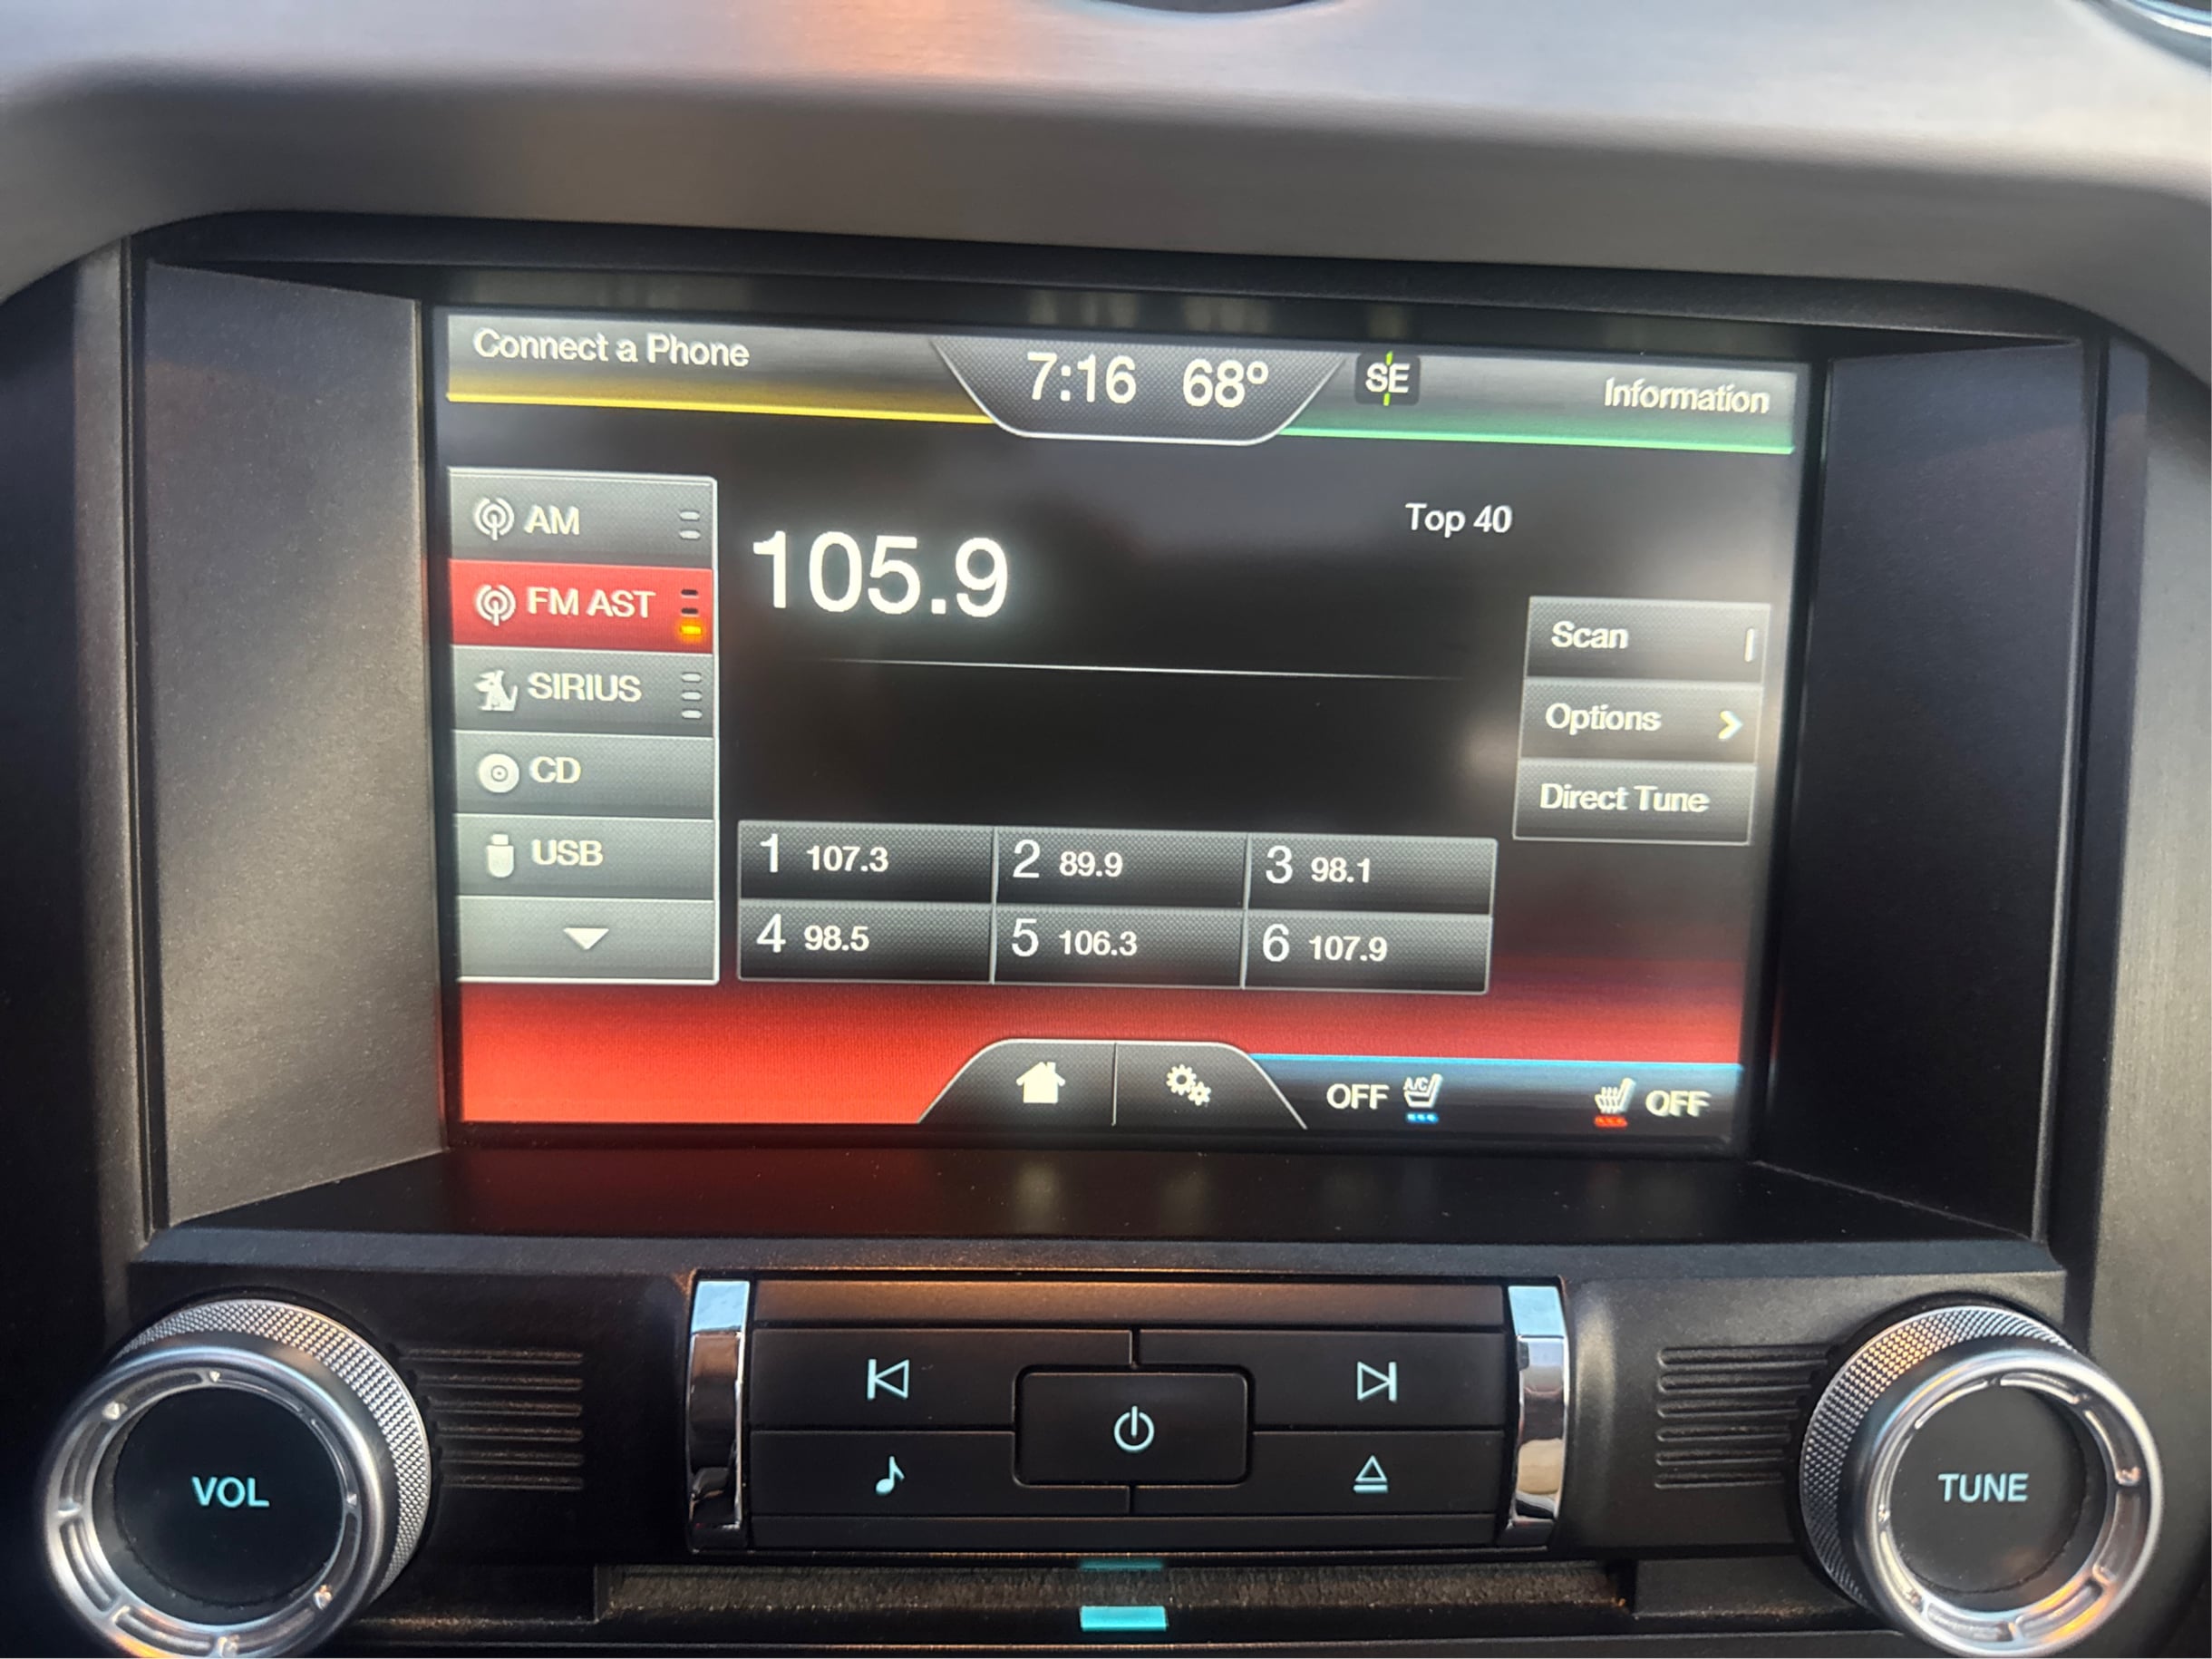 Connect a Phone
7:16 68° SE
Information
AM
FM AST
SIRIUS
CD
USB
105.9
Top 40
Scan
Options
Direct Tune
1 107.3
2 89.9
3 98.1
4 98.5
5 106.3
6 107.9
OFF A/C
OFF
VOL
TUNE